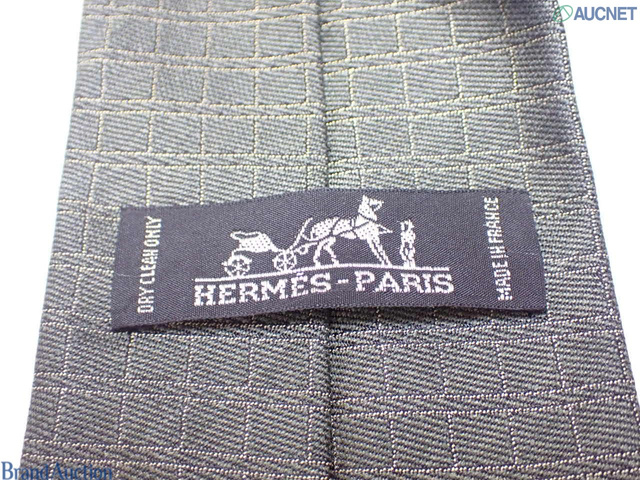 AUCNET
DRY CLEAN ONLY
HERMÈS-PARIS
MADE IN FRANCE
Brand Auction